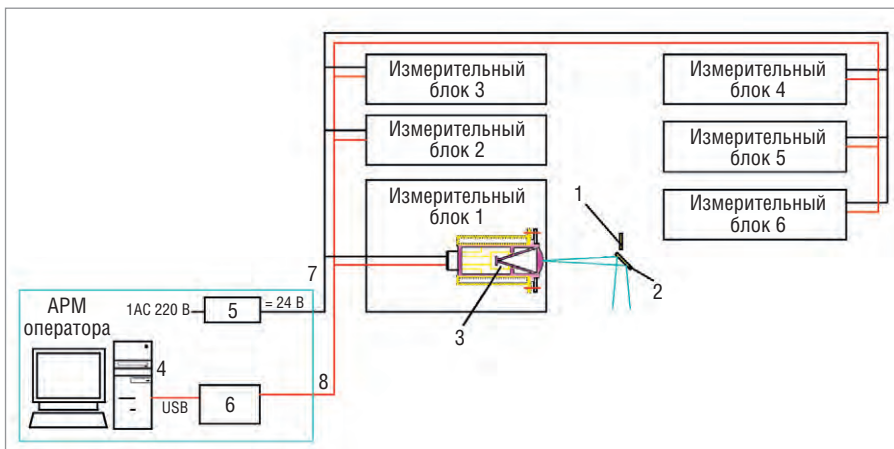 Измерительный
блок 3
Измерительный
блок 4
Измерительный
блок 2
Измерительный
блок 5
Измерительный
блок 1
1
Измерительный
блок 6
2
3
7
АРМ
оператора
1АС 220 В
5
= 24 В
4
8
USB
6